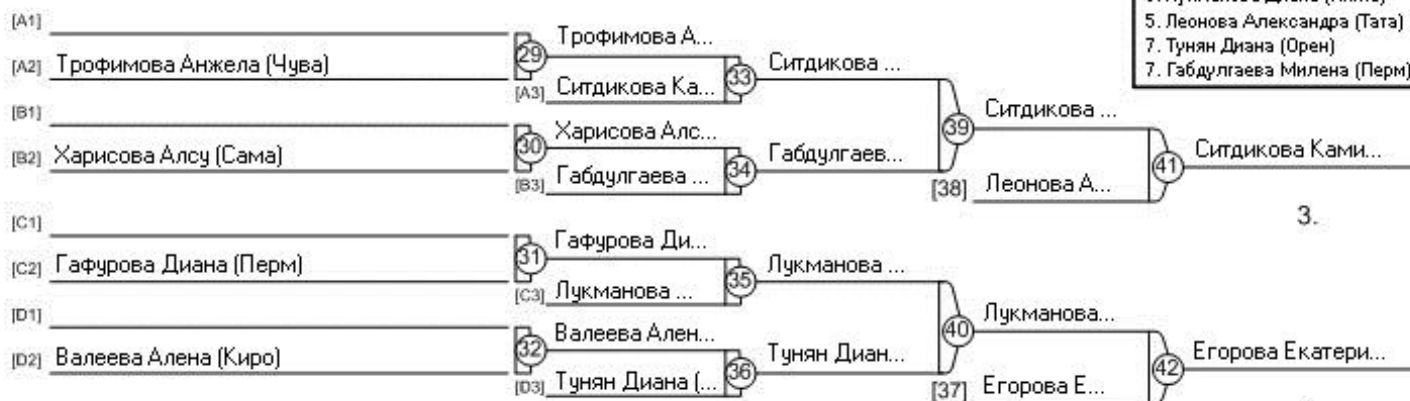 5. Леонова Александра (Тата)
7. Тунян Диана (Орен)
7. Габдулгаева Милена (Перм)
[A1]
[A2] Трофимова Анжела (Чува)
29
Трофимова А...
[A3] Ситдикова Ка...
33
Ситдикова ...
[B1]
[B2] Харисова Алсу (Сама)
30
Харисова Алс...
[B3] Габдулгаева ...
34
Габдулгаев...
39
Ситдикова ...
[38] Леонова А...
41
Ситдикова Ками...
3.
[C1]
[C2] Гафурова Диана (Перм)
31
Гафурова Ди...
[C3] Лукманова ...
35
Лукманова ...
[D1]
[D2] Валеева Алена (Киро)
32
Валеева Ален...
[D3] Тунян Диана (...
36
Тунян Диан...
40
Лукманова...
[37] Егорова Е...
42
Егорова Екатери...